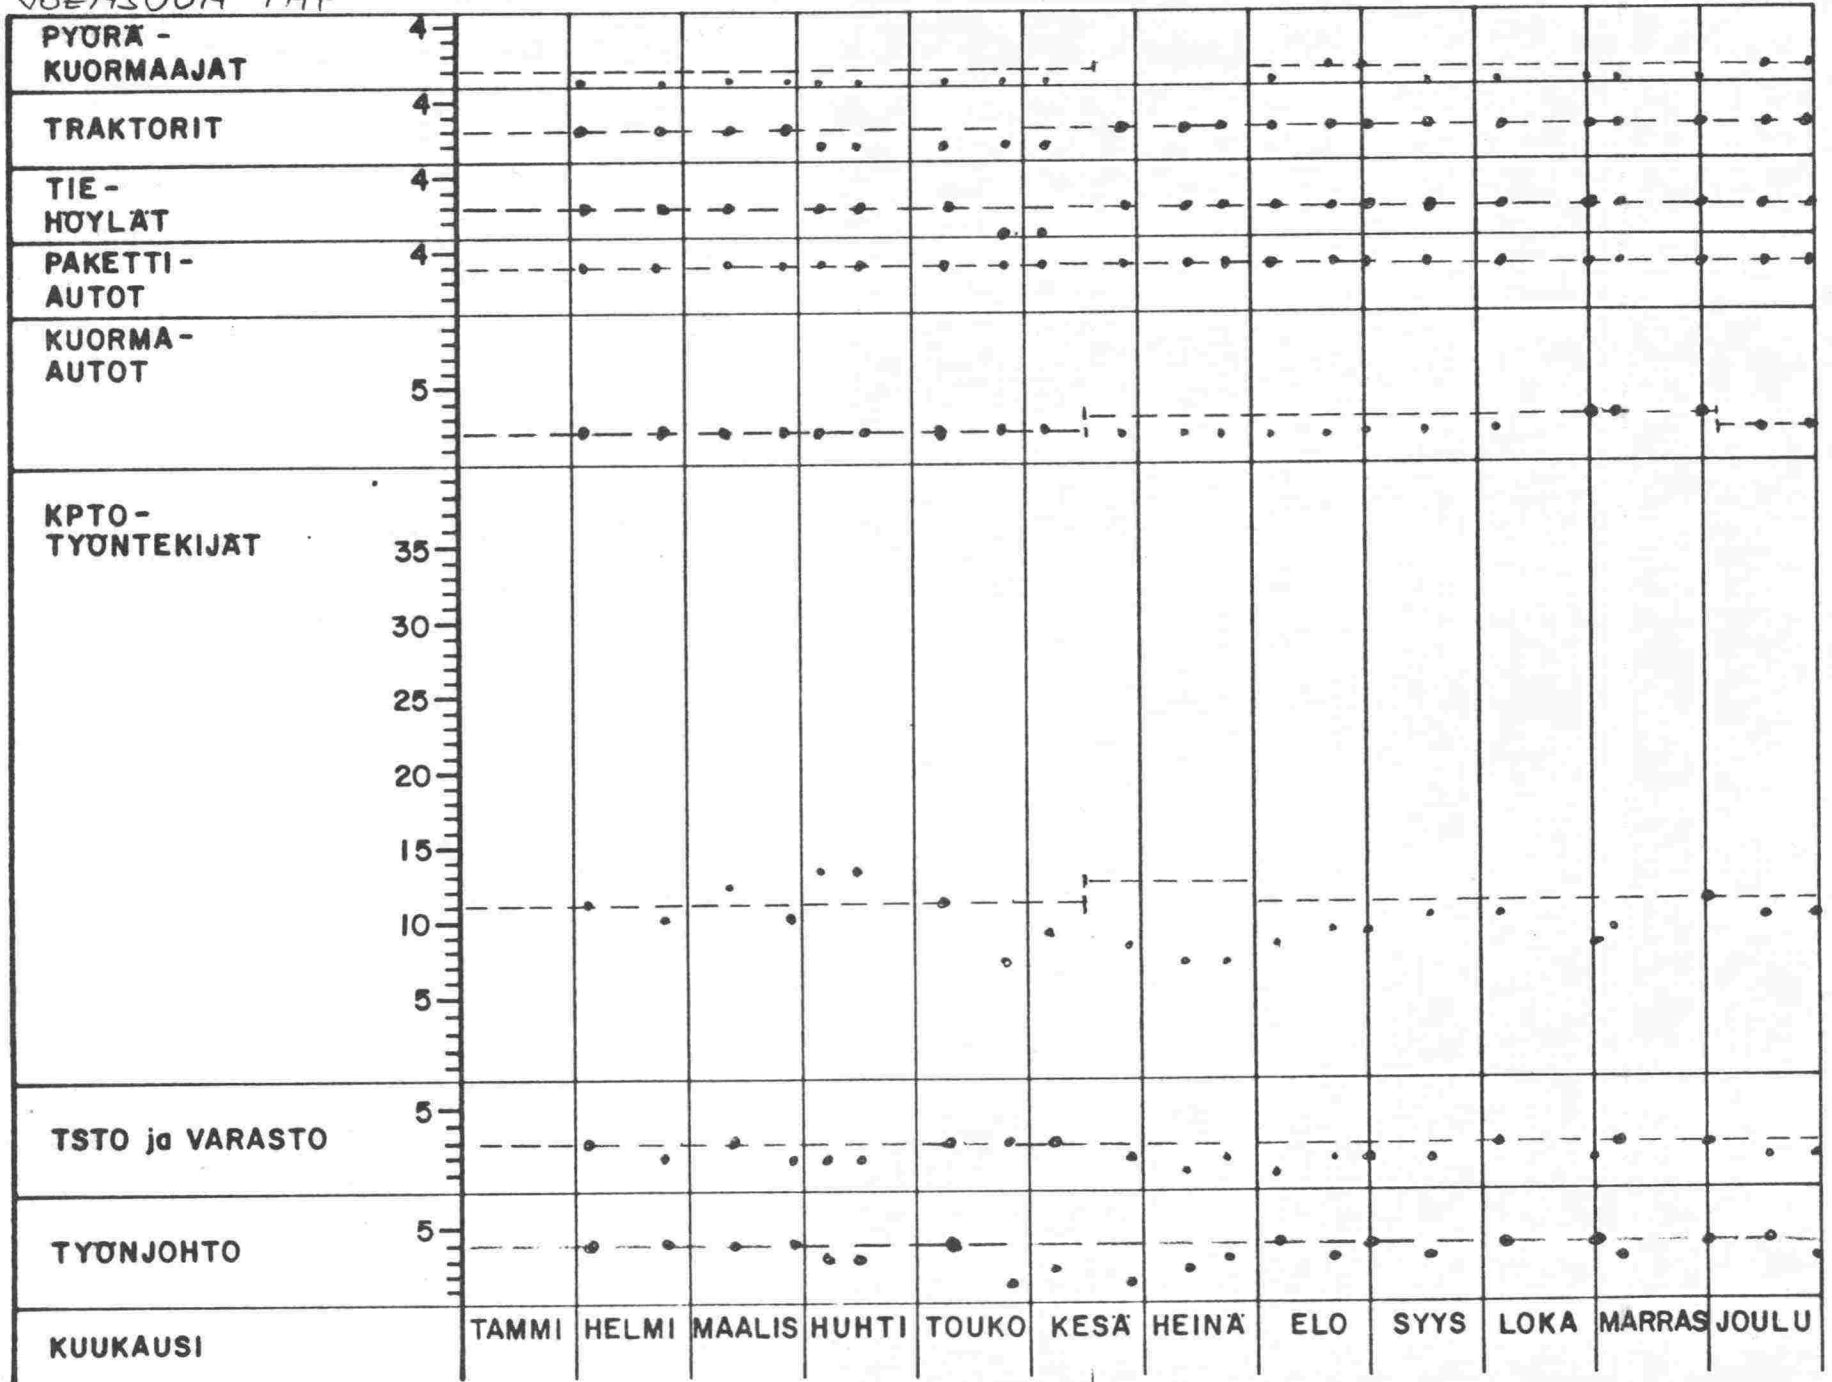 PYÖRÄ- 4
KUORMAAJAT
4
TRAKTORIT
TIE- 4
HÖYLÄT
PAKETTI- 4
AUTOT
KUORMA-
AUTOT
5
KPTO-
TYÖNTEKIJÄT
35
30
25
20
15
10
5
5
TSTO ja VARASTO
5
TYÖNJOHTO
KUUKAUSI TAMMI HELMI MAALIS HUHTI TOUKO KESÄ HEINÄ ELO SYYS LOKA MARRAS JOULU